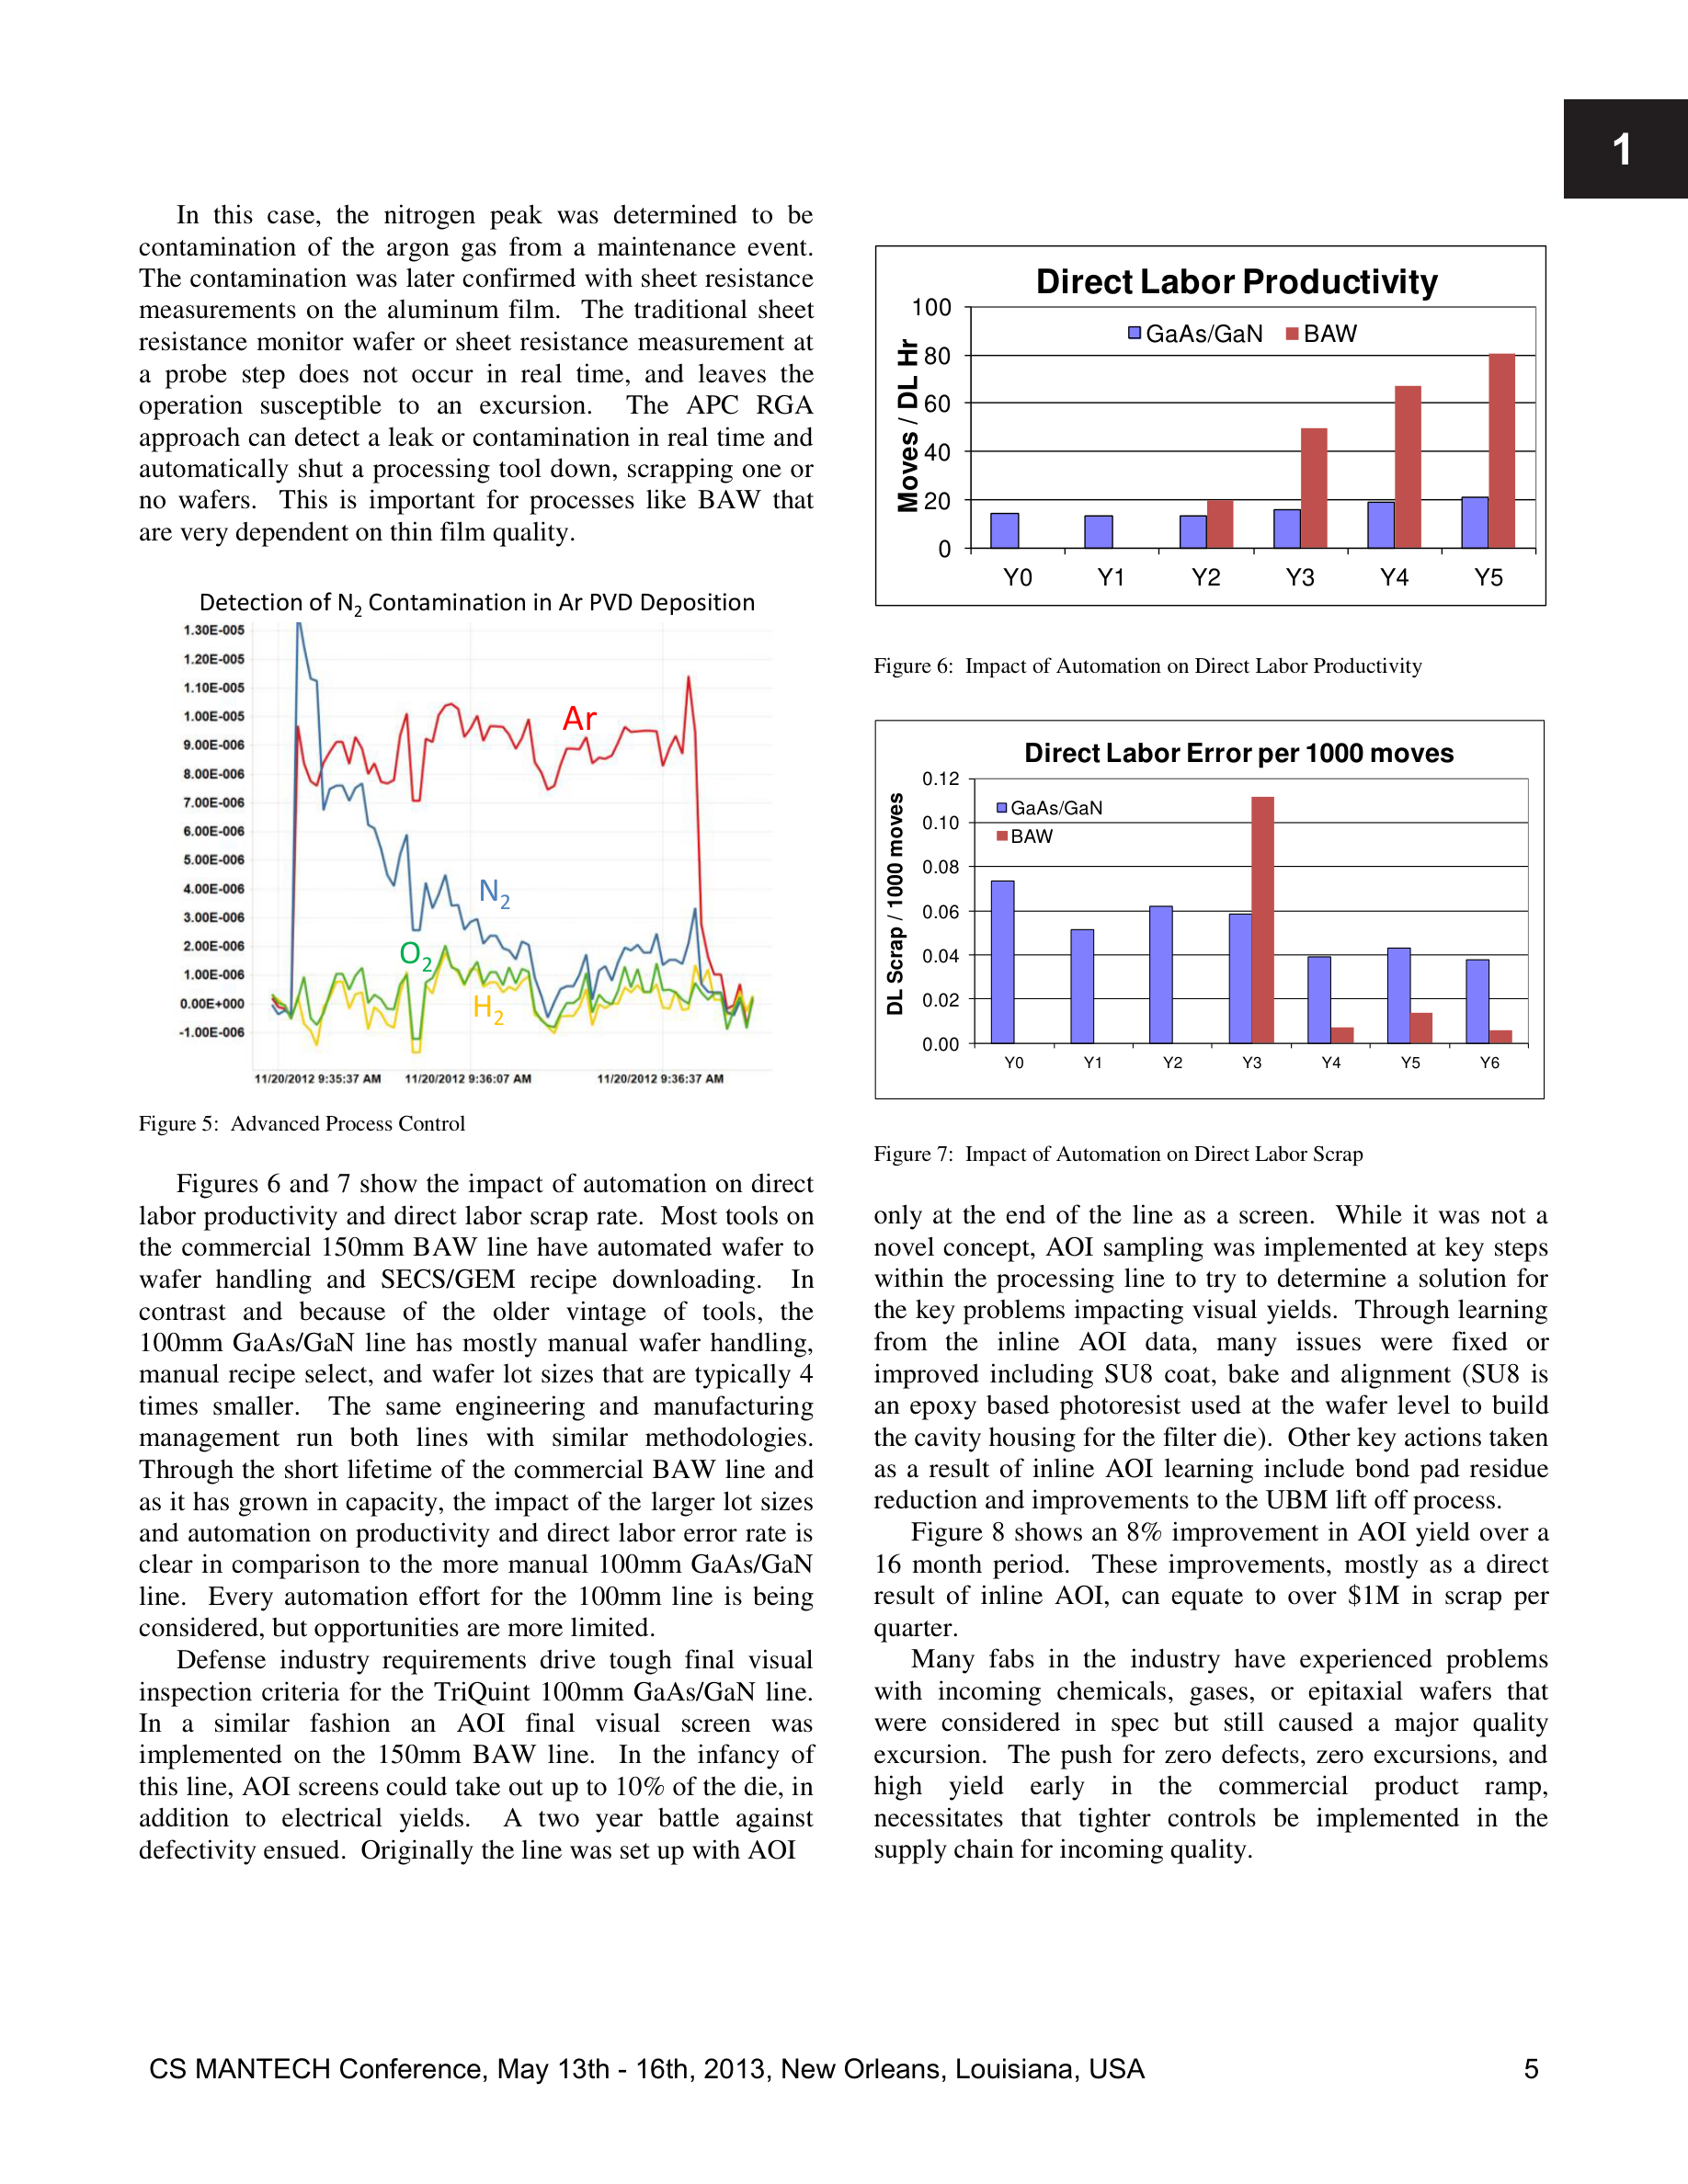 1
In this case, the nitrogen peak was determined to be
contamination of the argon gas from a maintenance event.
The contamination was later confirmed with sheet resistance
measurements on the aluminum film. The traditional sheet
resistance monitor wafer or sheet resistance measurement at
a probe step does not occur in real time, and leaves the
operation susceptible to an excursion. The APC RGA
approach can detect a leak or contamination in real time and
automatically shut a processing tool down, scrapping one or
no wafers. This is important for processes like BAW that
are very dependent on thin film quality.
Detection of N2 Contamination in Ar PVD Deposition
1.30E-005
1.20E-005
1.10E-005
1.00E-005
9.00E-006
8.00E-006
7.00E-006
6.00E-006
5.00E-006
4.00E-006
3.00E-006
2.00E-006
1.00E-006
0.00E+000
-1.00E-006
Ar
N2
O2
H2
11/20/2012 9:35:37 AM 11/20/2012 9:36:07 AM 11/20/2012 9:36:37 AM
Figure 5: Advanced Process Control
Figures 6 and 7 show the impact of automation on direct
labor productivity and direct labor scrap rate. Most tools on
the commercial 150mm BAW line have automated wafer to
wafer handling and SECS/GEM recipe downloading. In
contrast and because of the older vintage of tools, the
100mm GaAs/GaN line has mostly manual wafer handling,
manual recipe select, and wafer lot sizes that are typically 4
times smaller. The same engineering and manufacturing
management run both lines with similar methodologies.
Through the short lifetime of the commercial BAW line and
as it has grown in capacity, the impact of the larger lot sizes
and automation on productivity and direct labor error rate is
clear in comparison to the more manual 100mm GaAs/GaN
line. Every automation effort for the 100mm line is being
considered, but opportunities are more limited.
Defense industry requirements drive tough final visual
inspection criteria for the TriQuint 100mm GaAs/GaN line.
In a similar fashion an AOI final visual screen was
implemented on the 150mm BAW line. In the infancy of
this line, AOI screens could take out up to 10% of the die, in
addition to electrical yields. A two year battle against
defectivity ensued. Originally the line was set up with AOI
Direct Labor Productivity
Moves / DL Hr
100
80
60
40
20
0
GaAs/GaN BAW
Y0 Y1 Y2 Y3 Y4 Y5
Figure 6: Impact of Automation on Direct Labor Productivity
Direct Labor Error per 1000 moves
DL Scrap / 1000 moves
0.12
0.10
0.08
0.06
0.04
0.02
0.00
GaAs/GaN
BAW
Y0 Y1 Y2 Y3 Y4 Y5 Y6
Figure 7: Impact of Automation on Direct Labor Scrap
only at the end of the line as a screen. While it was not a
novel concept, AOI sampling was implemented at key steps
within the processing line to try to determine a solution for
the key problems impacting visual yields. Through learning
from the inline AOI data, many issues were fixed or
improved including SU8 coat, bake and alignment (SU8 is
an epoxy based photoresist used at the wafer level to build
the cavity housing for the filter die). Other key actions taken
as a result of inline AOI learning include bond pad residue
reduction and improvements to the UBM lift off process.
Figure 8 shows an 8% improvement in AOI yield over a
16 month period. These improvements, mostly as a direct
result of inline AOI, can equate to over $1M in scrap per
quarter.
Many fabs in the industry have experienced problems
with incoming chemicals, gases, or epitaxial wafers that
were considered in spec but still caused a major quality
excursion. The push for zero defects, zero excursions, and
high yield early in the commercial product ramp,
necessitates that tighter controls be implemented in the
supply chain for incoming quality.
CS MANTECH Conference, May 13th - 16th, 2013, New Orleans, Louisiana, USA 5